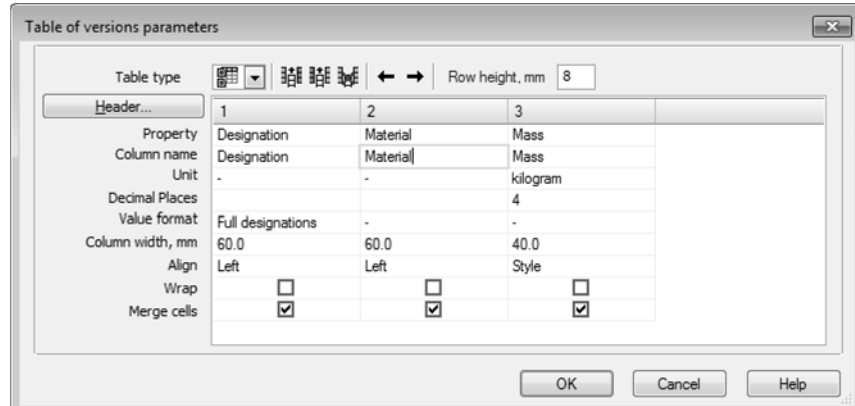 Table of versions parameters
Table type Row height, mm 8
Header... 1 2 3
Property Designation Material Mass
Column name Designation Material Mass
Unit - - kilogram
Decimal Places 4
Value format Full designations - -
Column width, mm 60.0 60.0 40.0
Align Left Left Style
Wrap
Merge cells
OK Cancel Help